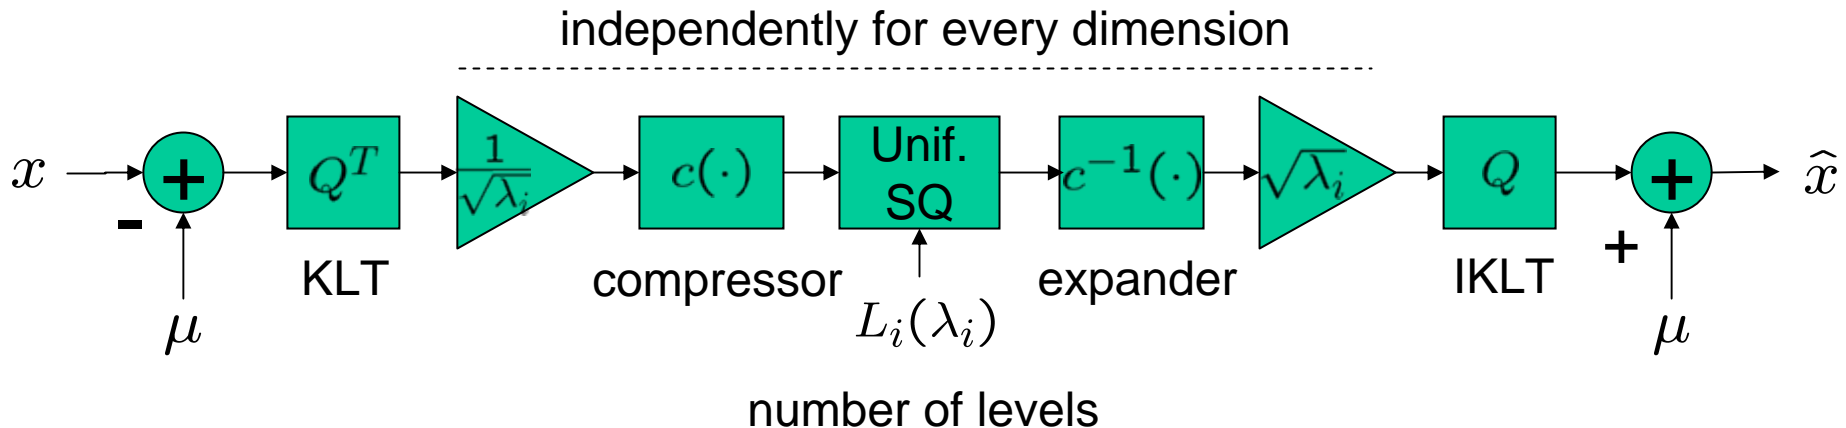 independently for every dimension
x
+
-
μ
Q^T
KLT
1/√λ_i
c(·)
compressor
Unif.
SQ
L_i(λ_i)
number of levels
c^{-1}(·)
expander
√λ_i
Q
IKLT
+
+
μ
x̂